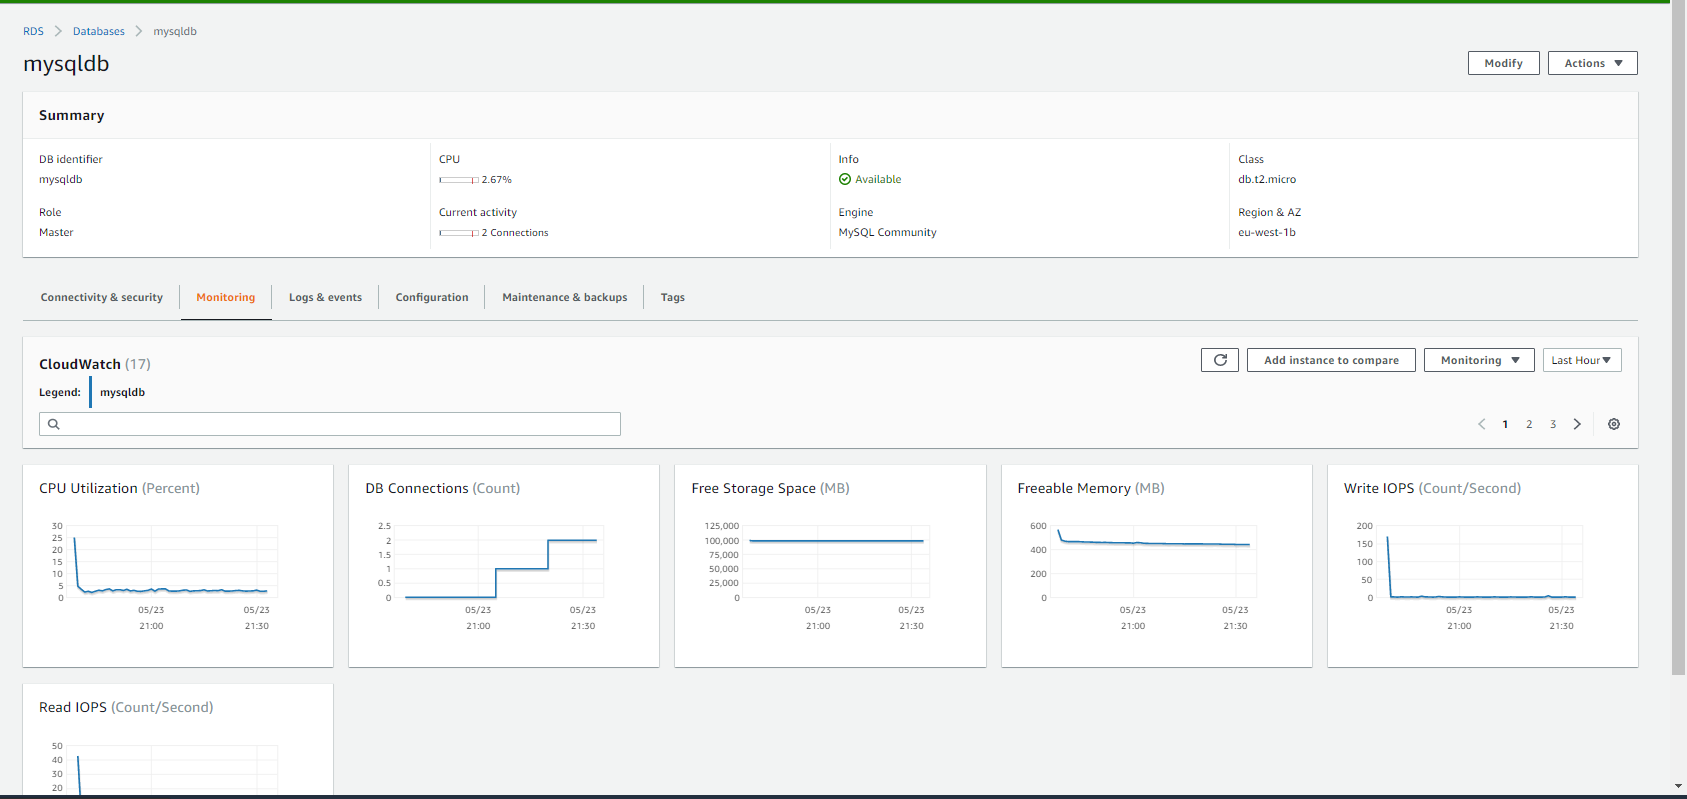 RDS > Databases > mysqldb
mysqldb
Modify
Actions
Summary
DB identifier
mysqldb
CPU
2.67%
Info
Available
Class
db.t2.micro
Role
Master
Current activity
2 Connections
Engine
MySQL Community
Region & AZ
eu-west-1b
Connectivity & security
Monitoring
Logs & events
Configuration
Maintenance & backups
Tags
CloudWatch (17)
Add instance to compare
Monitoring
Last Hour
Legend: mysqldb
1 2 3
CPU Utilization (Percent)
30
25
20
15
10
5
0
05/23 05/23
21:00 21:30
DB Connections (Count)
2.5
2
1.5
1
0.5
0
05/23 05/23
21:00 21:30
Free Storage Space (MB)
125,000
100,000
75,000
50,000
25,000
0
05/23 05/23
21:00 21:30
Freeable Memory (MB)
600
400
200
0
05/23 05/23
21:00 21:30
Write IOPS (Count/Second)
200
150
100
50
0
05/23 05/23
21:00 21:30
Read IOPS (Count/Second)
50
40
30
20